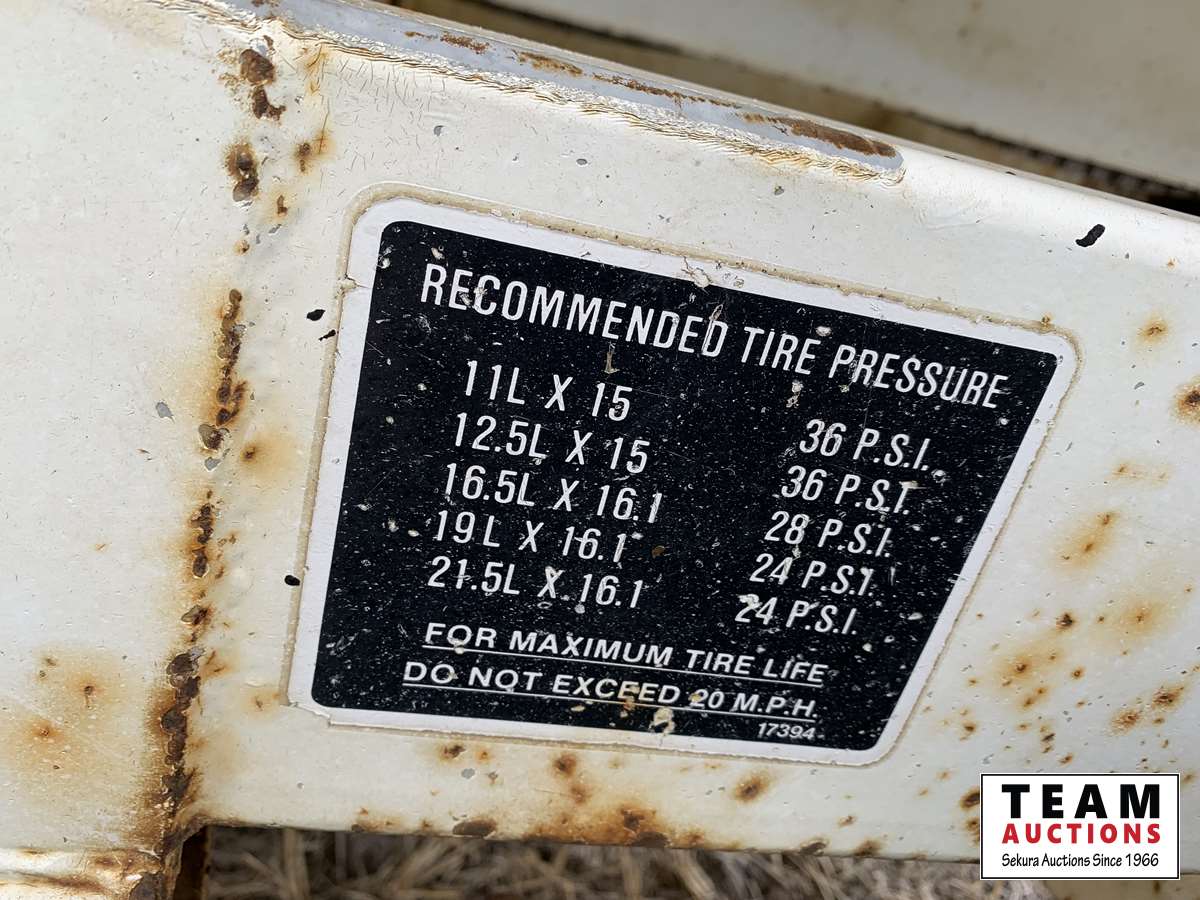 RECOMMENDED TIRE PRESSURE
11L X 15 36 P.S.I.
12.5L X 15 36 P.S.I.
16.5L X 16.1 28 P.S.I.
19L X 16.1 24 P.S.I.
21.5L X 16.1 24 P.S.I.
FOR MAXIMUM TIRE LIFE
DO NOT EXCEED 20 M.P.H.
17394
TEAM
AUCTIONS
Sekura Auctions Since 1966